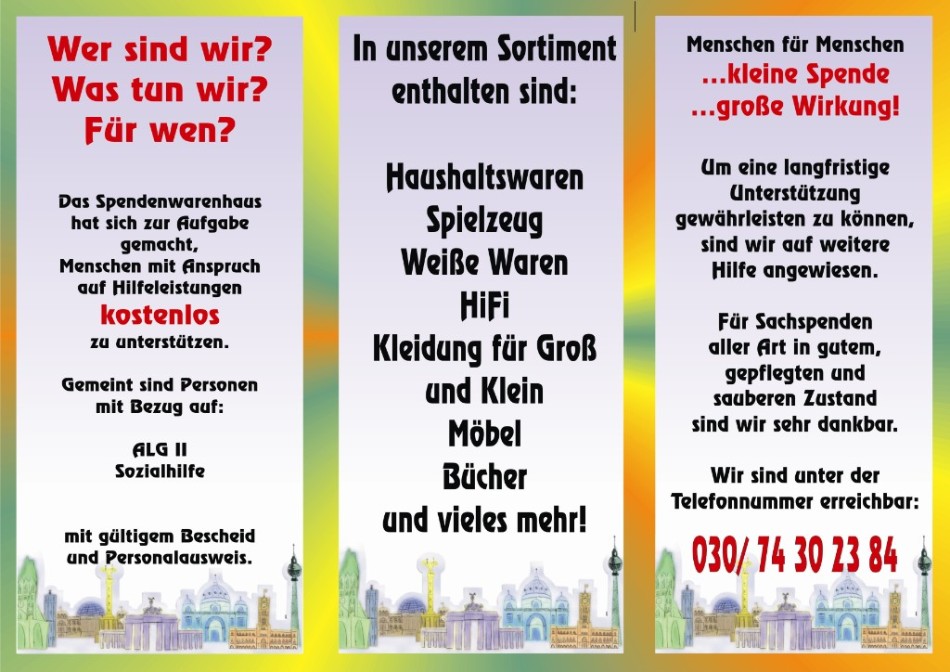 Wer sind wir?
Was tun wir?
Für wen?
Das Spendenwarenhaus
hat sich zur Aufgabe
gemacht,
Menschen mit Anspruch
auf Hilfeleistungen
kostenlos
zu unterstützen.
Gemeint sind Personen
mit Bezug auf:
ALG II
Sozialhilfe
mit gültigem Bescheid
und Personalausweis.
In unserem Sortiment
enthalten sind:
Haushaltswaren
Spielzeug
Weiße Waren
HiFi
Kleidung für Groß
und Klein
Möbel
Bücher
und vieles mehr!
Menschen für Menschen
...kleine Spende
...große Wirkung!
Um eine langfristige
Unterstützung
gewährleisten zu können,
sind wir auf weitere
Hilfe angewiesen.
Für Sachspenden
aller Art in gutem,
gepflegten und
sauberen Zustand
sind wir sehr dankbar.
Wir sind unter der
Telefonnummer erreichbar:
030/ 74 30 23 84